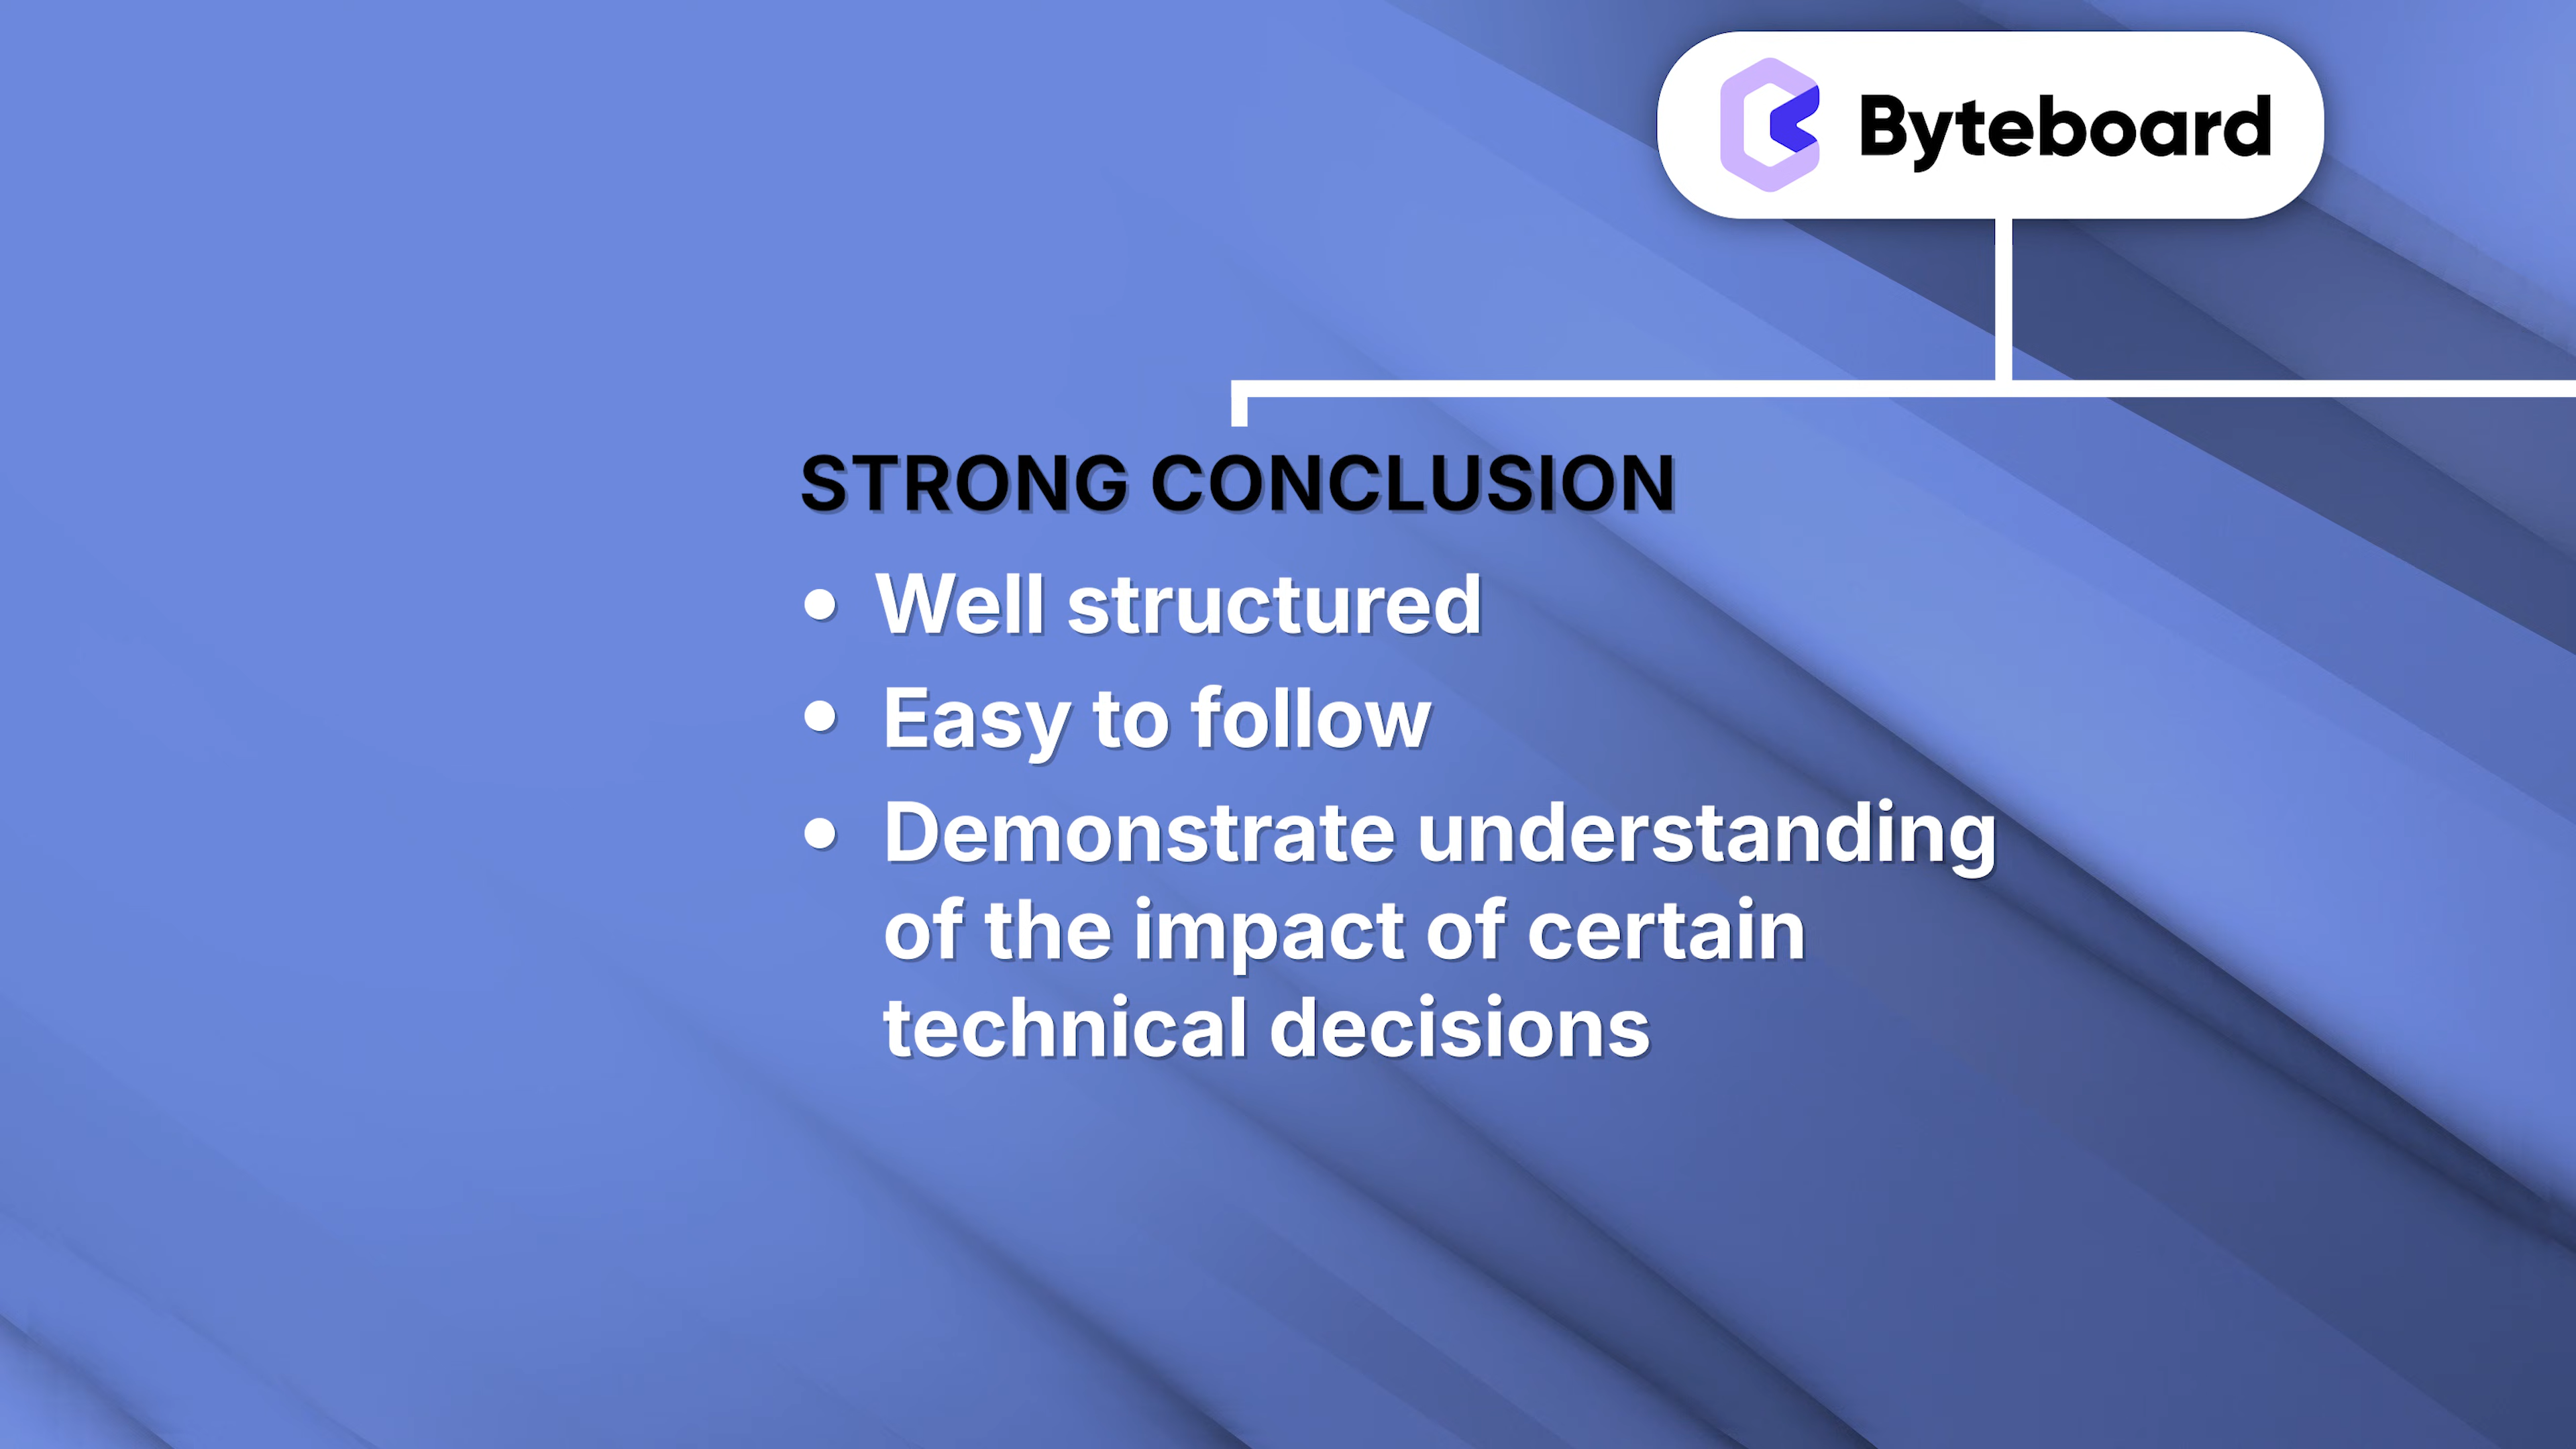 Byteboard
STRONG CONCLUSION
• Well structured
• Easy to follow
• Demonstrate understanding
of the impact of certain
technical decisions